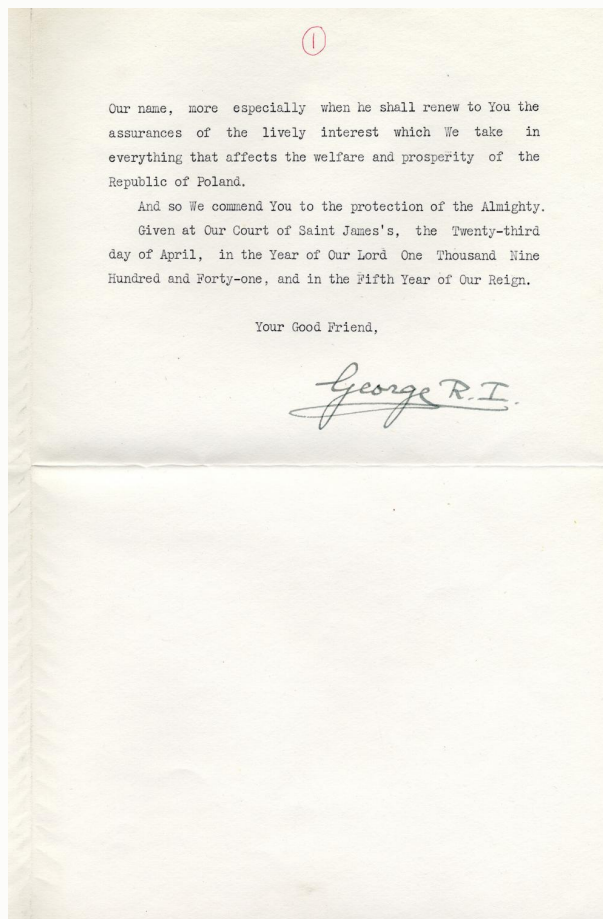 1
Our name, more especially when he shall renew to You the
assurances of the lively interest which We take in
everything that affects the welfare and prosperity of the
Republic of Poland.
And so We commend You to the protection of the Almighty.
Given at Our Court of Saint James's, the Twenty-third
day of April, in the Year of Our Lord One Thousand Nine
Hundred and Forty-one, and in the Fifth Year of Our Reign.
Your Good Friend,
George R.I.